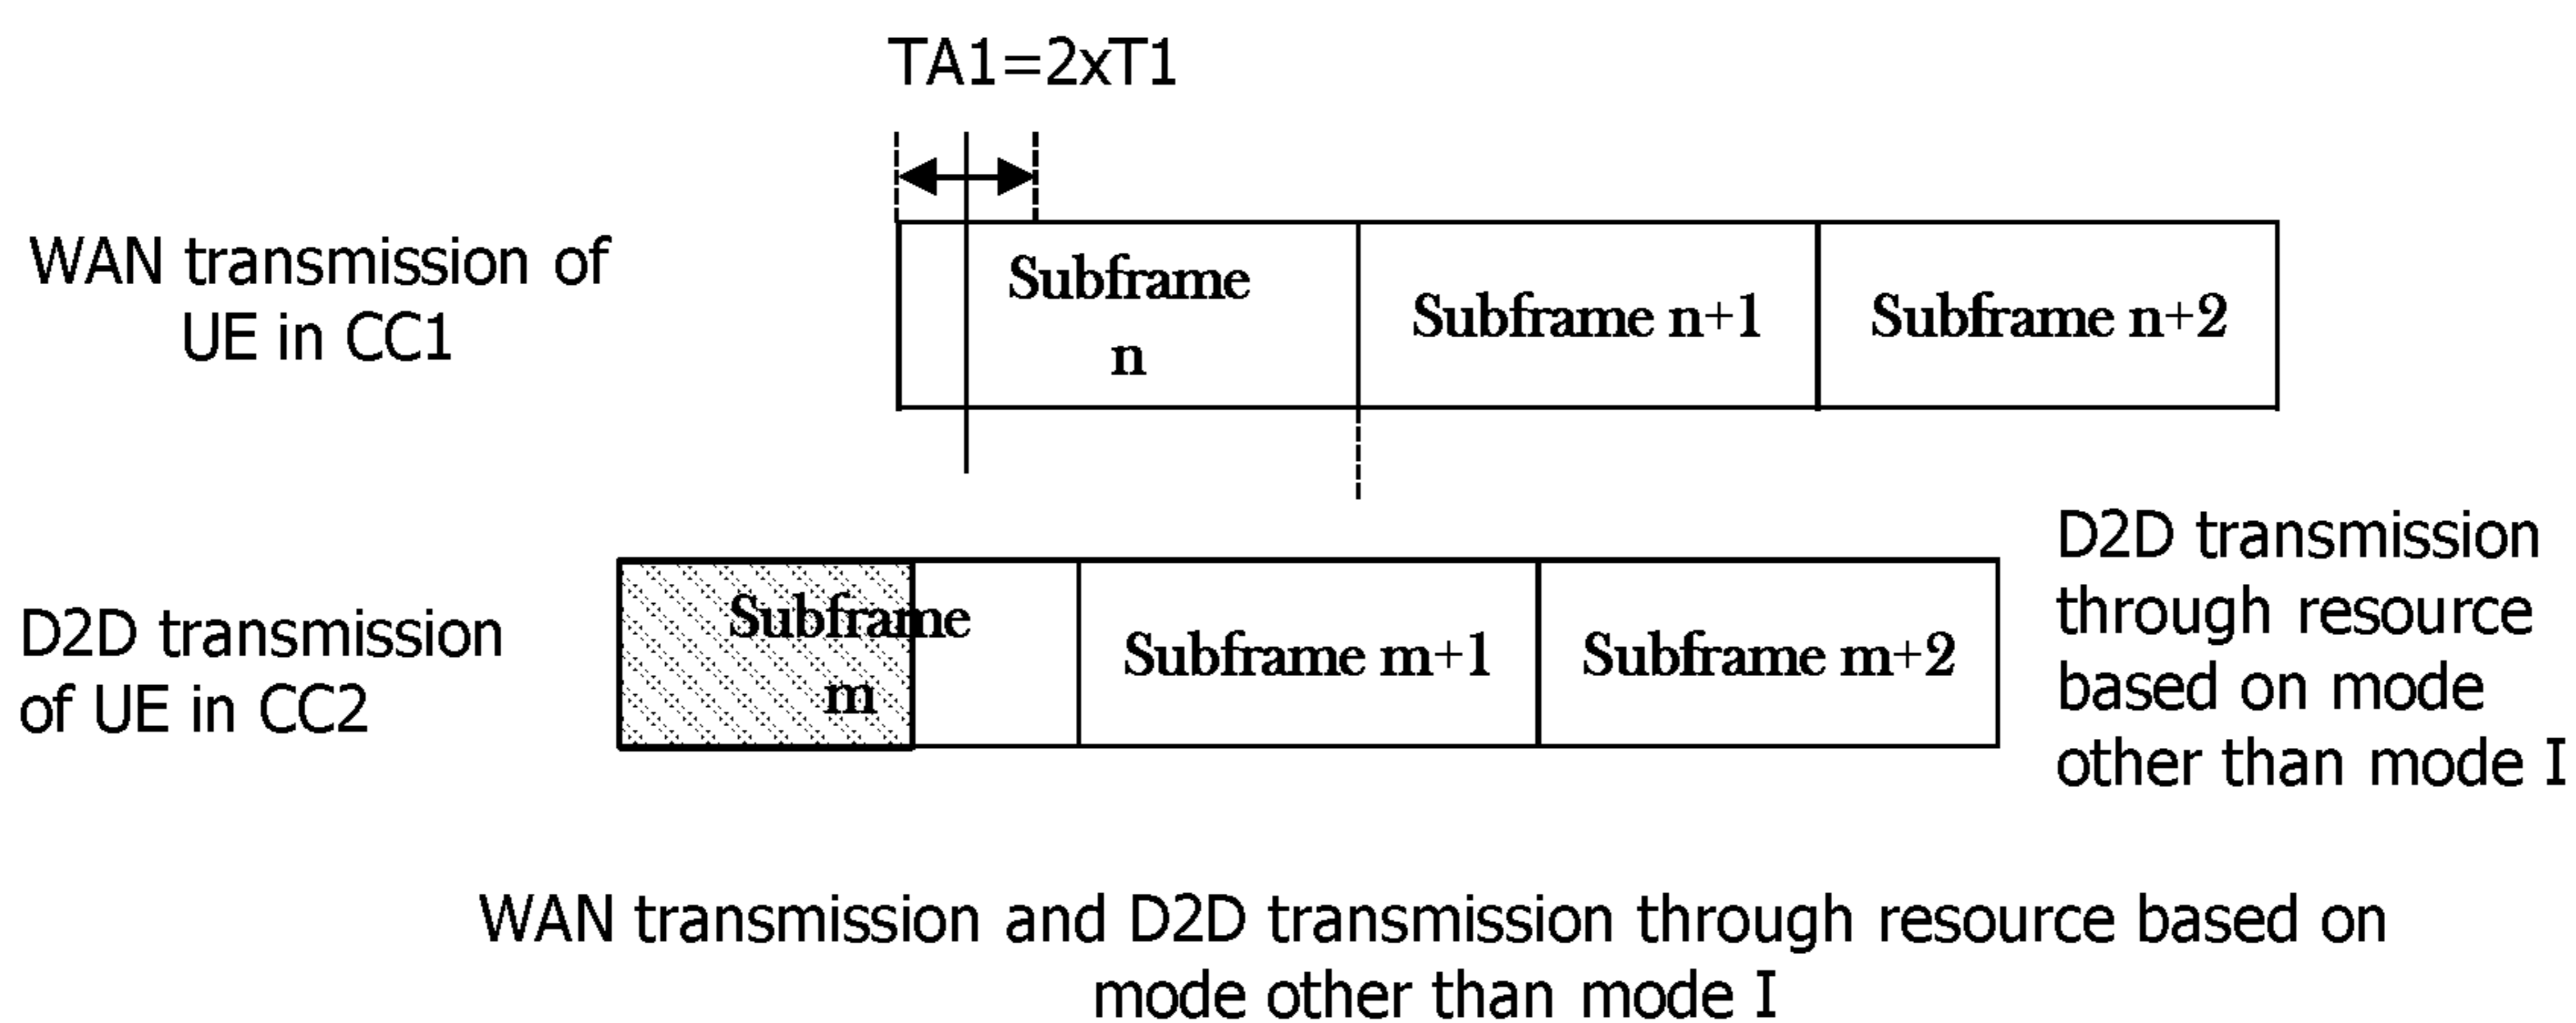 TA1=2xT1
WAN transmission of
UE in CC1
Subframe
n
Subframe n+1
Subframe n+2
D2D transmission
of UE in CC2
Subframe
m
Subframe m+1
Subframe m+2
D2D transmission
through resource
based on mode
other than mode I
WAN transmission and D2D transmission through resource based on
mode other than mode I